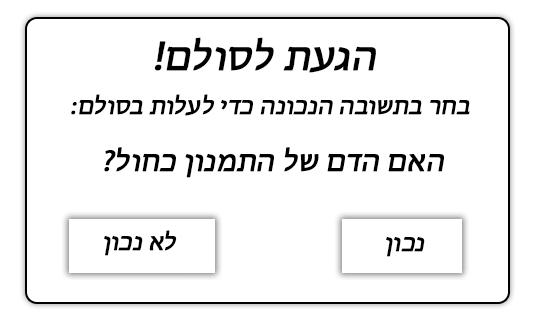 הגעת לסולם!
בחר בתשובה הנכונה כדי לעלות בסולם:
האם הדם של התמנון כחול?
נכון
לא נכון